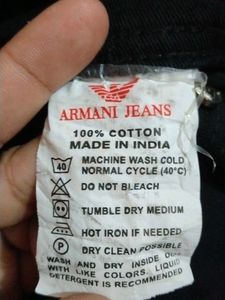 ARMANI JEANS
100% COTTON
MADE IN INDIA
40
MACHINE WASH COLD
NORMAL CYCLE (40°C)
DO NOT BLEACH
TUMBLE DRY MEDIUM
HOT IRON IF NEEDED
P
DRY CLEAN POSSIBLE
WASH AND DRY INSIDE OUT
WITH LIKE COLORS. LIQUID
DETERGENT IS RECOMMENDED